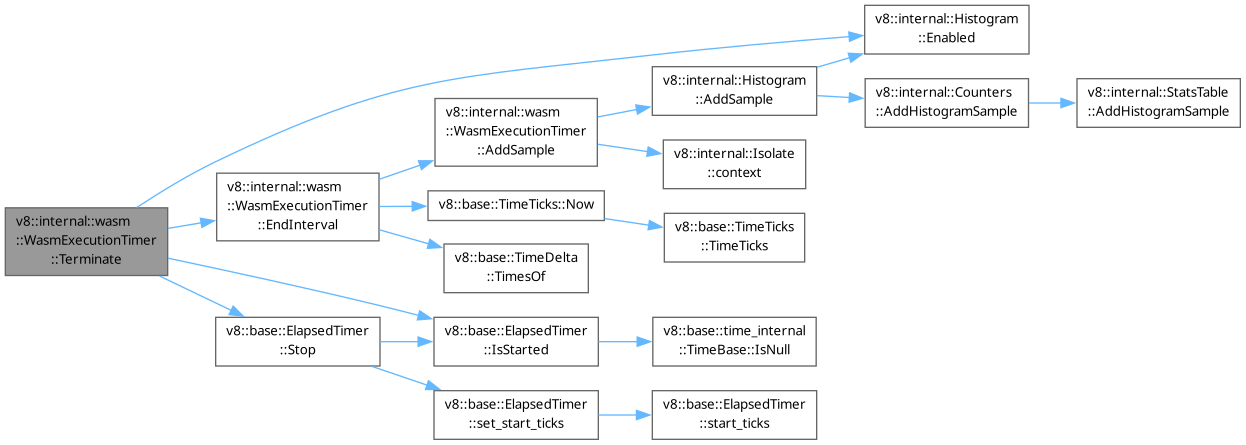 v8::internal::wasm
::WasmExecutionTimer
::Terminate
v8::internal::wasm
::WasmExecutionTimer
::EndInterval
v8::internal::wasm
::WasmExecutionTimer
::AddSample
v8::internal::Histogram
::AddSample
v8::internal::Histogram
::Enabled
v8::internal::Counters
::AddHistogramSample
v8::internal::StatsTable
::AddHistogramSample
v8::internal::Isolate
::context
v8::base::TimeTicks::Now
v8::base::TimeTicks
::TimeTicks
v8::base::TimeDelta
::TimesOf
v8::base::ElapsedTimer
::Stop
v8::base::ElapsedTimer
::IsStarted
v8::base::time_internal
::TimeBase::IsNull
v8::base::ElapsedTimer
::set_start_ticks
v8::base::ElapsedTimer
::start_ticks